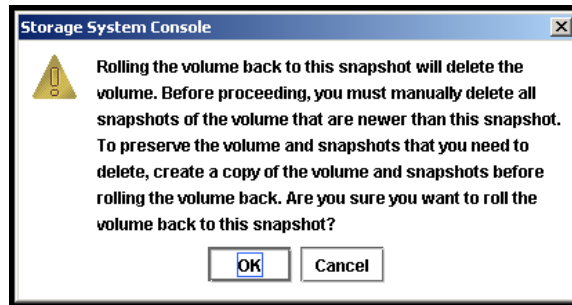 Storage System Console
Rolling the volume back to this snapshot will delete the
volume. Before proceeding, you must manually delete all
snapshots of the volume that are newer than this snapshot.
To preserve the volume and snapshots that you need to
delete, create a copy of the volume and snapshots before
rolling the volume back. Are you sure you want to roll the
volume back to this snapshot?
OK Cancel